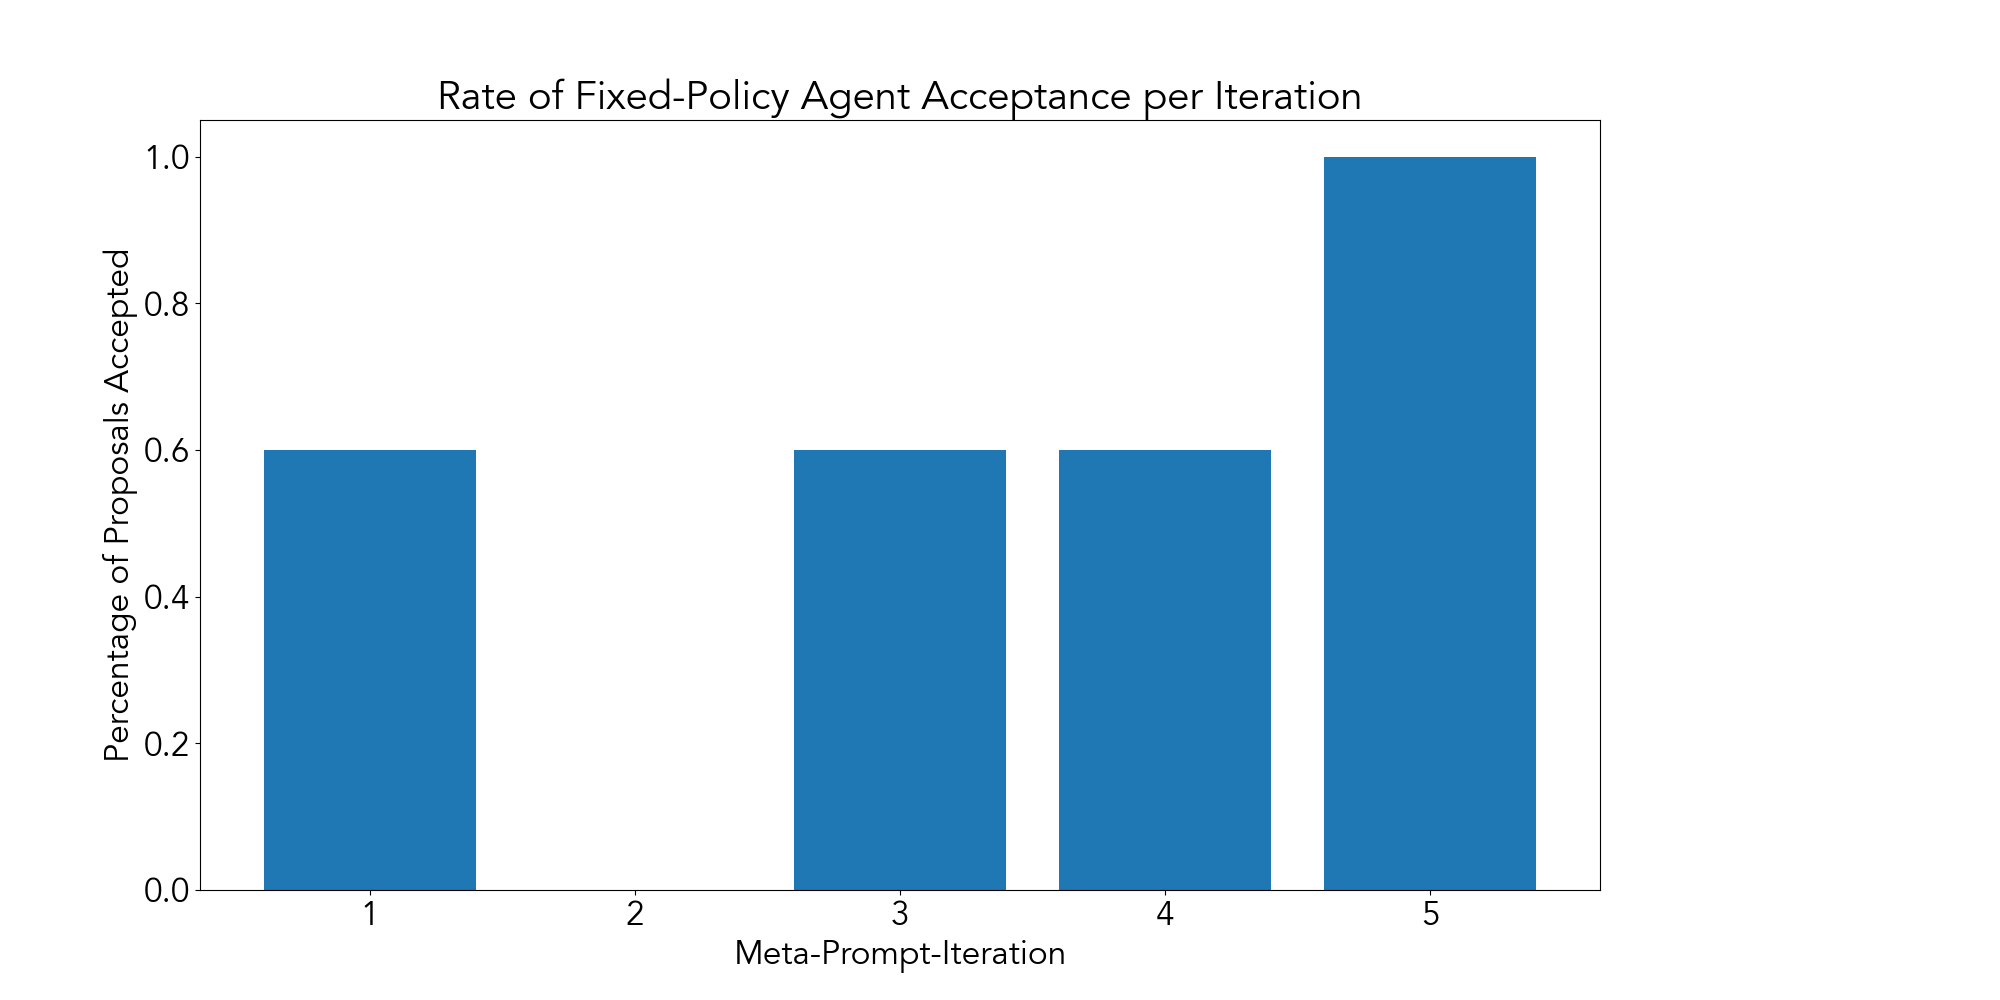 Rate of Fixed-Policy Agent Acceptance per Iteration
Percentage of Proposals Accepted
1.0
0.8
0.6
0.4
0.2
0.0
1 2 3 4 5
Meta-Prompt-Iteration